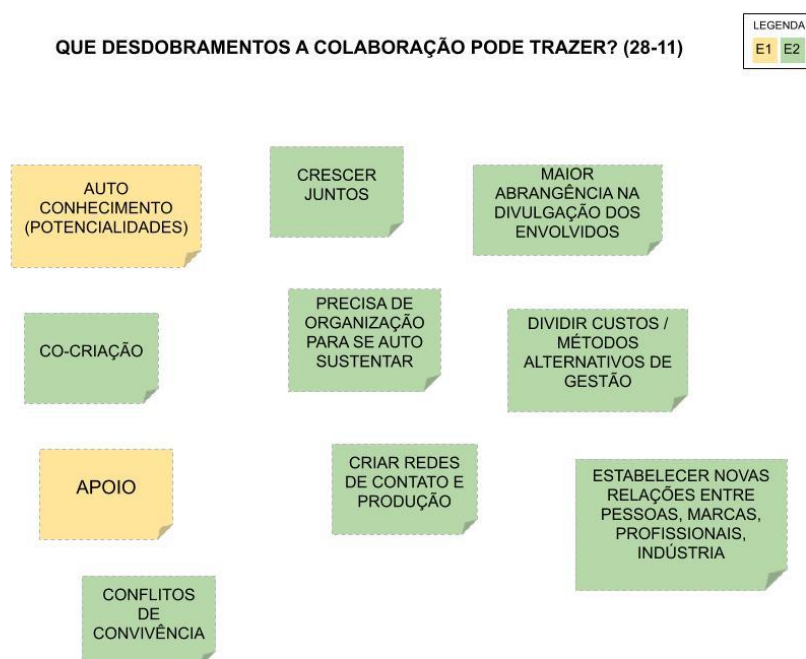 QUE DESDOBRAMENTOS A COLABORAÇÃO PODE TRAZER? (28-11)
LEGENDA
E1 E2
AUTO
CONHECIMENTO
(POTENCIALIDADES)
CRESCER
JUNTOS
MAIOR
ABRANGÊNCIA NA
DIVULGAÇÃO DOS
ENVOLVIDOS
CO-CRIAÇÃO
PRECISA DE
ORGANIZAÇÃO
PARA SE AUTO
SUSTENTAR
DIVIDIR CUSTOS /
MÉTODOS
ALTERNATIVOS DE
GESTÃO
APOIO
CRIAR REDES
DE CONTATO E
PRODUÇÃO
ESTABELECER NOVAS
RELAÇÕES ENTRE
PESSOAS, MARCAS,
PROFISSIONAIS,
INDÚSTRIA
CONFLITOS
DE
CONVIVÊNCIA